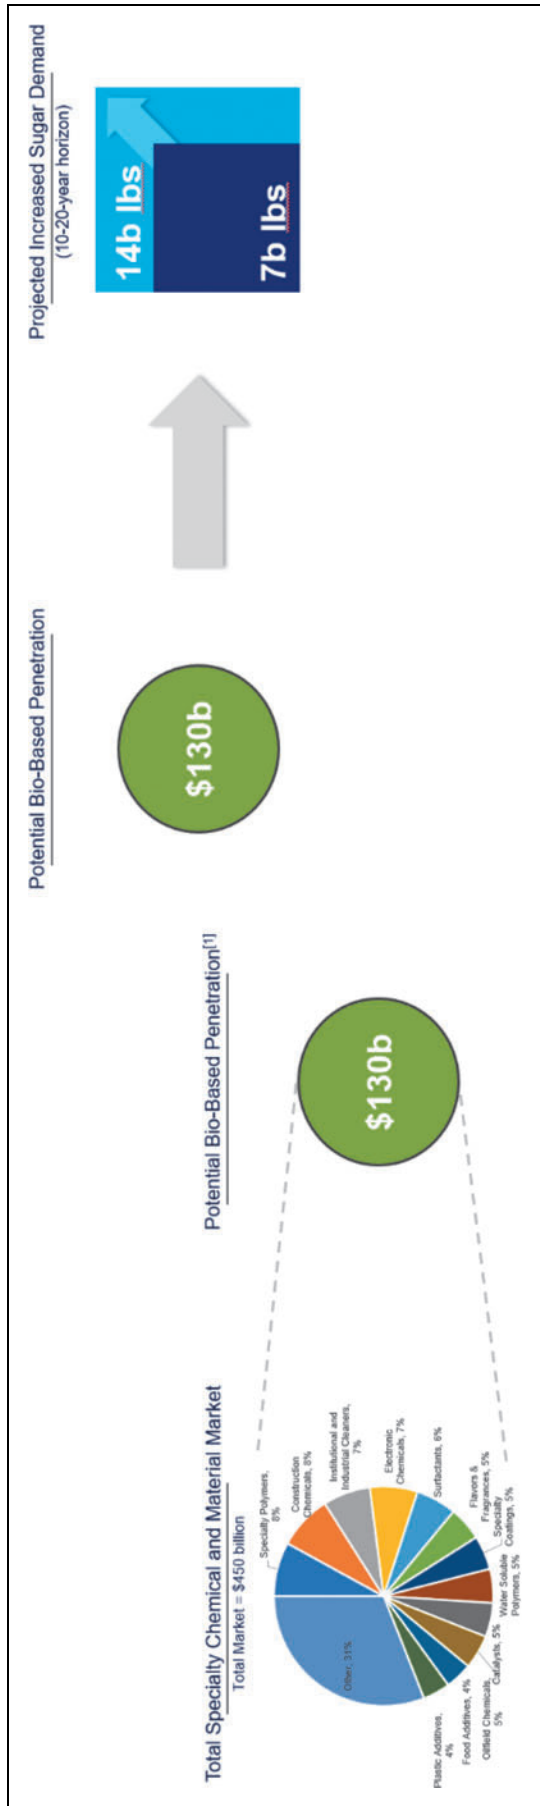 Total Specialty Chemical and Material Market
Total Market = $450 billion
Specialty Polymers,
8%
Construction
Chemicals, 8%
Institutional and
Industrial Cleaners,
7%
Electronic
Chemicals, 7%
Surfactants, 6%
Flavors &
Fragrances, 5%
Specialty
Coatings, 5%
Water Soluble
Polymers, 5%
Catalysts, 5%
Oilfield Chemicals,
5%
Food Additives, 4%
Plastic Additives,
4%
Other, 31%
Potential Bio-Based Penetration[1]
$130b
Potential Bio-Based Penetration
$130b
Projected Increased Sugar Demand
(10-20-year horizon)
14b lbs
7b lbs